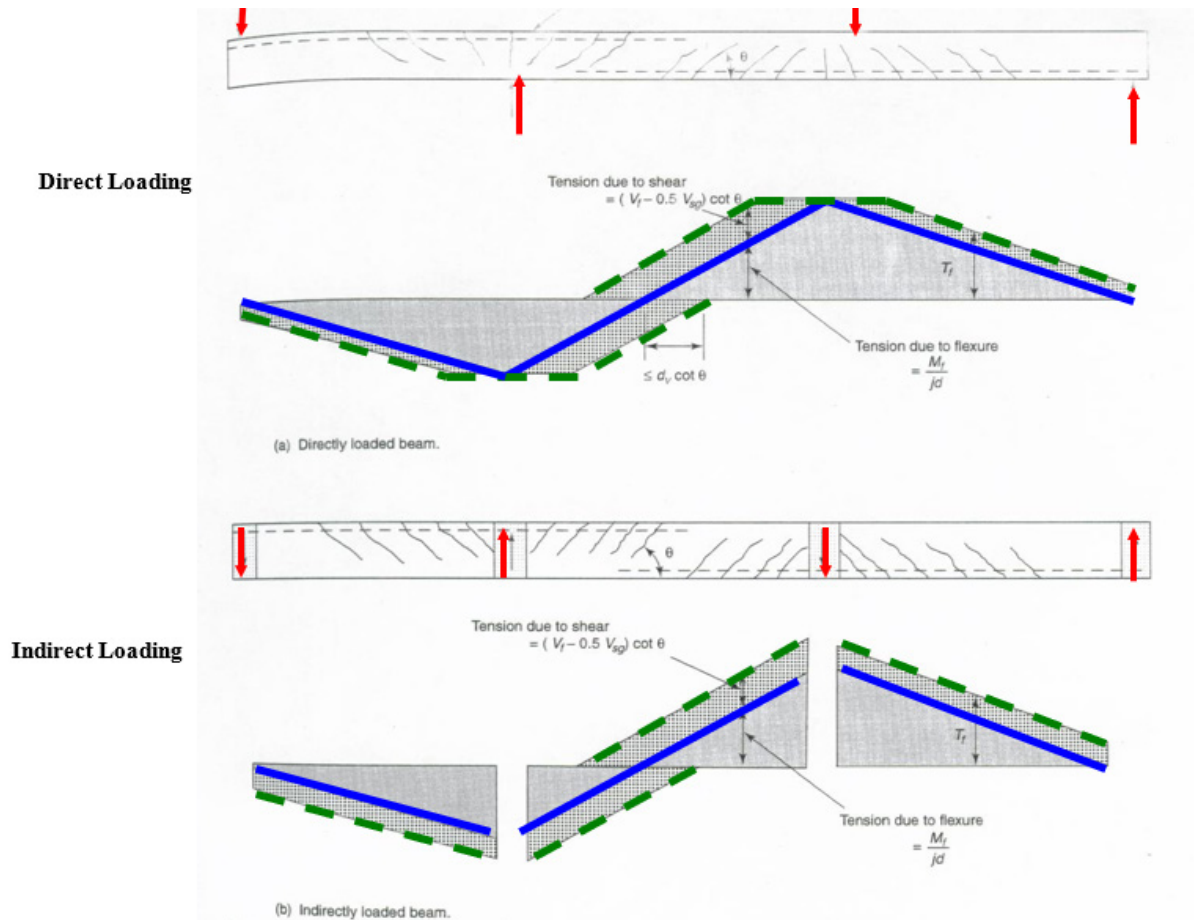 θ
Direct Loading
Tension due to shear
= ( V_f − 0.5 V_sg) cot θ
T_f
Tension due to flexure
= M_f / jd
≤ d_v cot θ
(a) Directly loaded beam.
θ
Indirect Loading
Tension due to shear
= ( V_f − 0.5 V_sg) cot θ
T_f
Tension due to flexure
= M_f / jd
(b) Indirectly loaded beam.